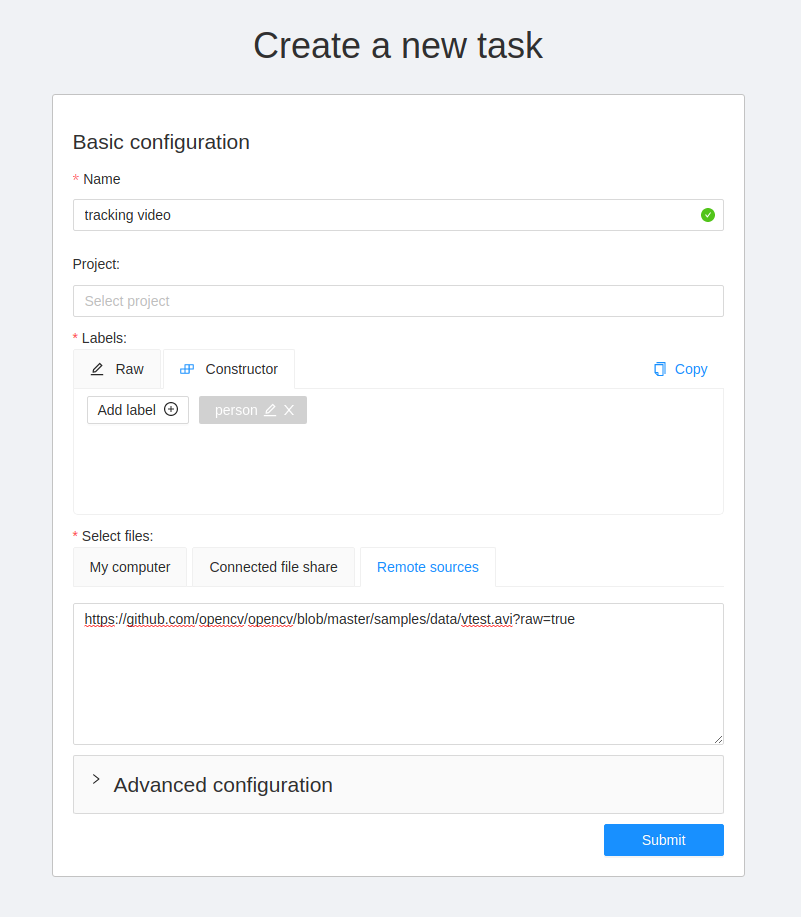 Create a new task
Basic configuration
* Name
tracking video
Project:
Select project
* Labels:
Raw Constructor Copy
Add label person
* Select files:
My computer Connected file share Remote sources
https://github.com/opencv/opencv/blob/master/samples/data/vtest.avi?raw=true
Advanced configuration
Submit